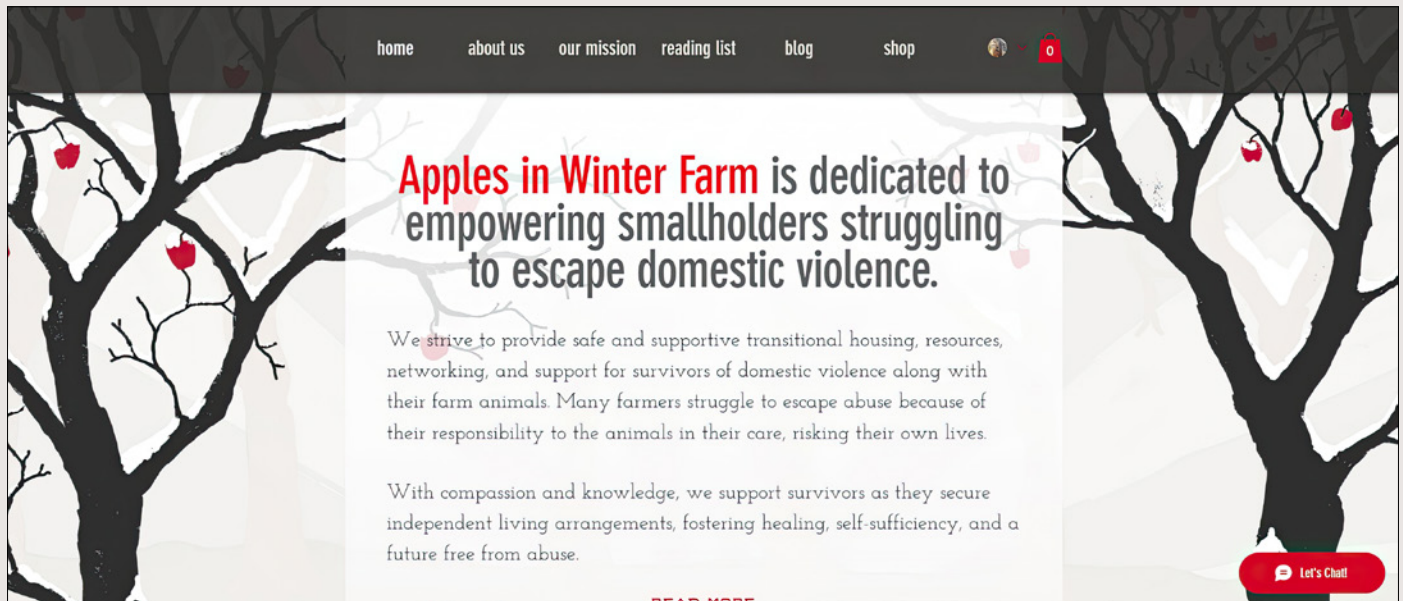 home about us our mission reading list blog shop 0
Apples in Winter Farm is dedicated to
empowering smallholders struggling
to escape domestic violence.
We strive to provide safe and supportive transitional housing, resources,
networking, and support for survivors of domestic violence along with
their farm animals. Many farmers struggle to escape abuse because of
their responsibility to the animals in their care, risking their own lives.
With compassion and knowledge, we support survivors as they secure
independent living arrangements, fostering healing, self-sufficiency, and a
future free from abuse.
Let's Chat!
READ MORE